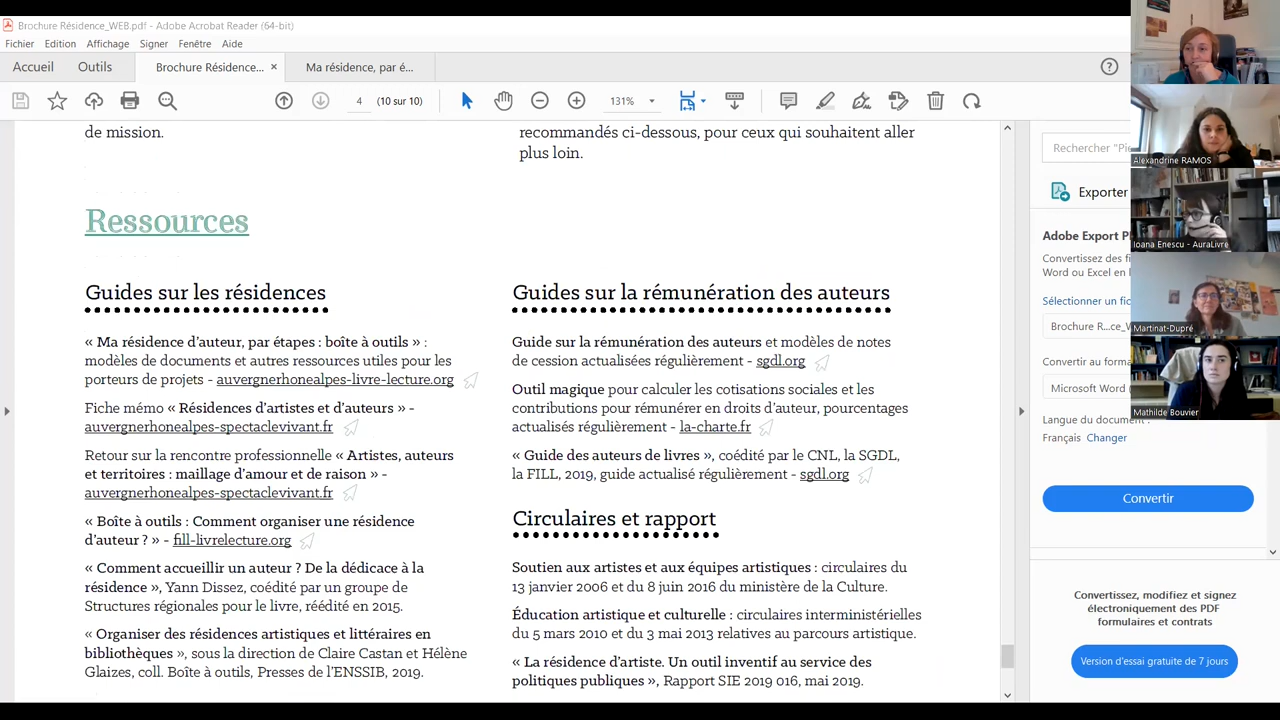 Brochure Résidence_WEB.pdf - Adobe Acrobat Reader (64-bit)
Fichier Edition Affichage Signer Fenêtre Aide
Accueil Outils Brochure Résidence... × Ma résidence, par é...
4 (10 sur 10) 131%
de mission.
recommandés ci-dessous, pour ceux qui souhaitent aller
plus loin.
Ressources
Guides sur les résidences
« Ma résidence d'auteur, par étapes : boîte à outils » :
modèles de documents et autres ressources utiles pour les
porteurs de projets - auvergnerhonealpes-livre-lecture.org
Fiche mémo « Résidences d'artistes et d'auteurs » -
auvergnerhonealpes-spectaclevivant.fr
Retour sur la rencontre professionnelle « Artistes, auteurs
et territoires : maillage d'amour et de raison » -
auvergnerhonealpes-spectaclevivant.fr
« Boîte à outils : Comment organiser une résidence
d'auteur ? » - fill-livrelecture.org
« Comment accueillir un auteur ? De la dédicace à la
résidence », Yann Dissez, coédité par un groupe de
Structures régionales pour le livre, réédité en 2015.
« Organiser des résidences artistiques et littéraires en
bibliothèques », sous la direction de Claire Castan et Hélène
Glaizes, coll. Boîte à outils, Presses de l'ENSSIB, 2019.
Guides sur la rémunération des auteurs
Guide sur la rémunération des auteurs et modèles de notes
de cession actualisées régulièrement - sgdl.org
Outil magique pour calculer les cotisations sociales et les
contributions pour rémunérer en droits d'auteur, pourcentages
actualisés régulièrement - la-charte.fr
« Guide des auteurs de livres », coédité par le CNL, la SGDL,
la FILL, 2019, guide actualisé régulièrement - sgdl.org
Circulaires et rapport
Soutien aux artistes et aux équipes artistiques : circulaires du
13 janvier 2006 et du 8 juin 2016 du ministère de la Culture.
Éducation artistique et culturelle : circulaires interministérielles
du 5 mars 2010 et du 3 mai 2013 relatives au parcours artistique.
« La résidence d'artiste. Un outil inventif au service des
politiques publiques », Rapport SIE 2019 016, mai 2019.
Rechercher "Pie
Exporter
Adobe Export P
Convertissez des fi
Word ou Excel en l
Sélectionner un fic
Brochure R...ce_W
Convertir au forma
Microsoft Word (
Langue du document :
Français Changer
Convertir
Convertissez, modifiez et signez
électroniquement des PDF
formulaires et contrats
Version d'essai gratuite de 7 jours
Alexandrine RAMOS
Ioana Enescu - AuraLivre
Martinat-Dupré
Mathilde Bouvier